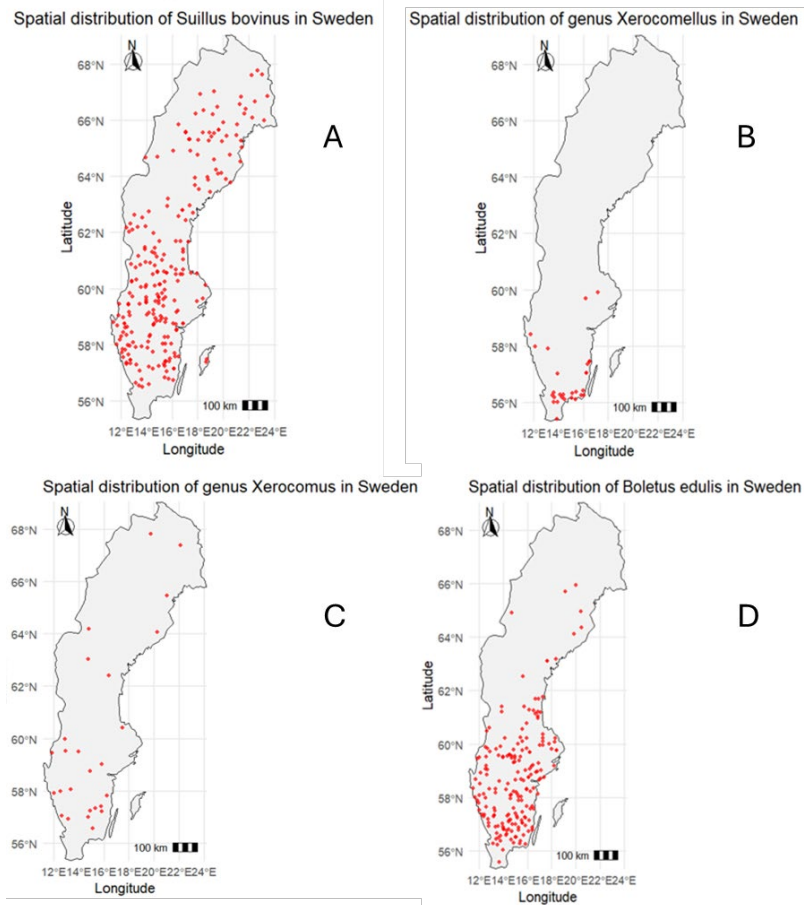 Spatial distribution of Suillus bovinus in Sweden
N
68°N
66°N
64°N
62°N
60°N
58°N
56°N
Latitude
A
100 km
12°E14°E16°E18°E20°E22°E24°E
Longitude
Spatial distribution of genus Xerocomellus in Sweden
N
68°N
66°N
64°N
62°N
60°N
58°N
56°N
Latitude
B
100 km
12°E14°E16°E18°E20°E22°E24°E
Longitude
Spatial distribution of genus Xerocomus in Sweden
N
68°N
66°N
64°N
62°N
60°N
58°N
56°N
Latitude
C
100 km
12°E14°E16°E18°E20°E22°E24°E
Longitude
Spatial distribution of Boletus edulis in Sweden
N
68°N
66°N
64°N
62°N
60°N
58°N
56°N
Latitude
D
100 km
12°E14°E16°E18°E20°E22°E24°E
Longitude